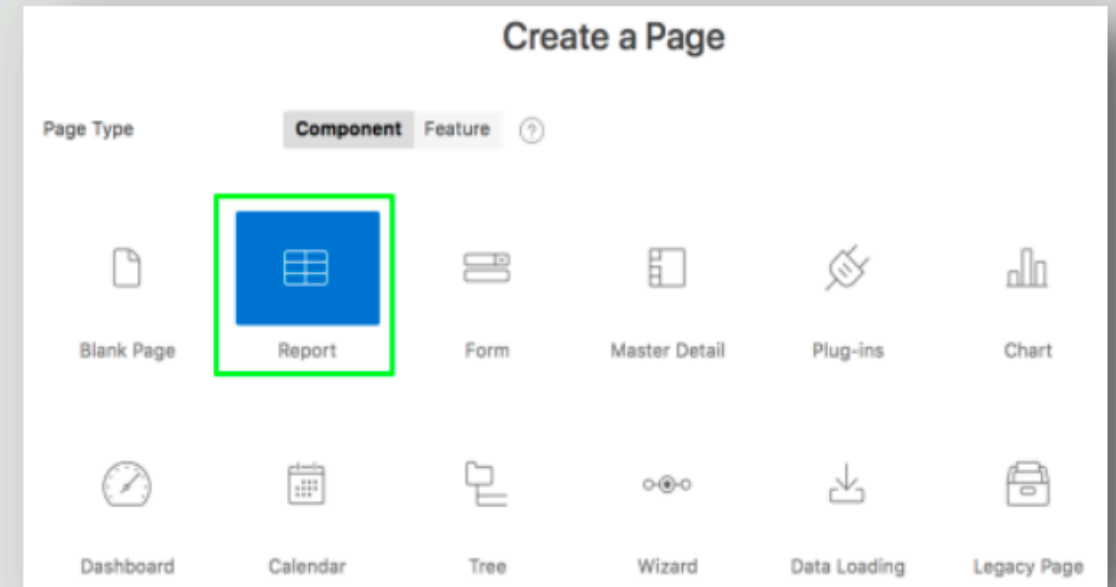 Create a Page
Page Type Component Feature ?
Blank Page Report Form Master Detail Plug-ins Chart
Dashboard Calendar Tree Wizard Data Loading Legacy Page